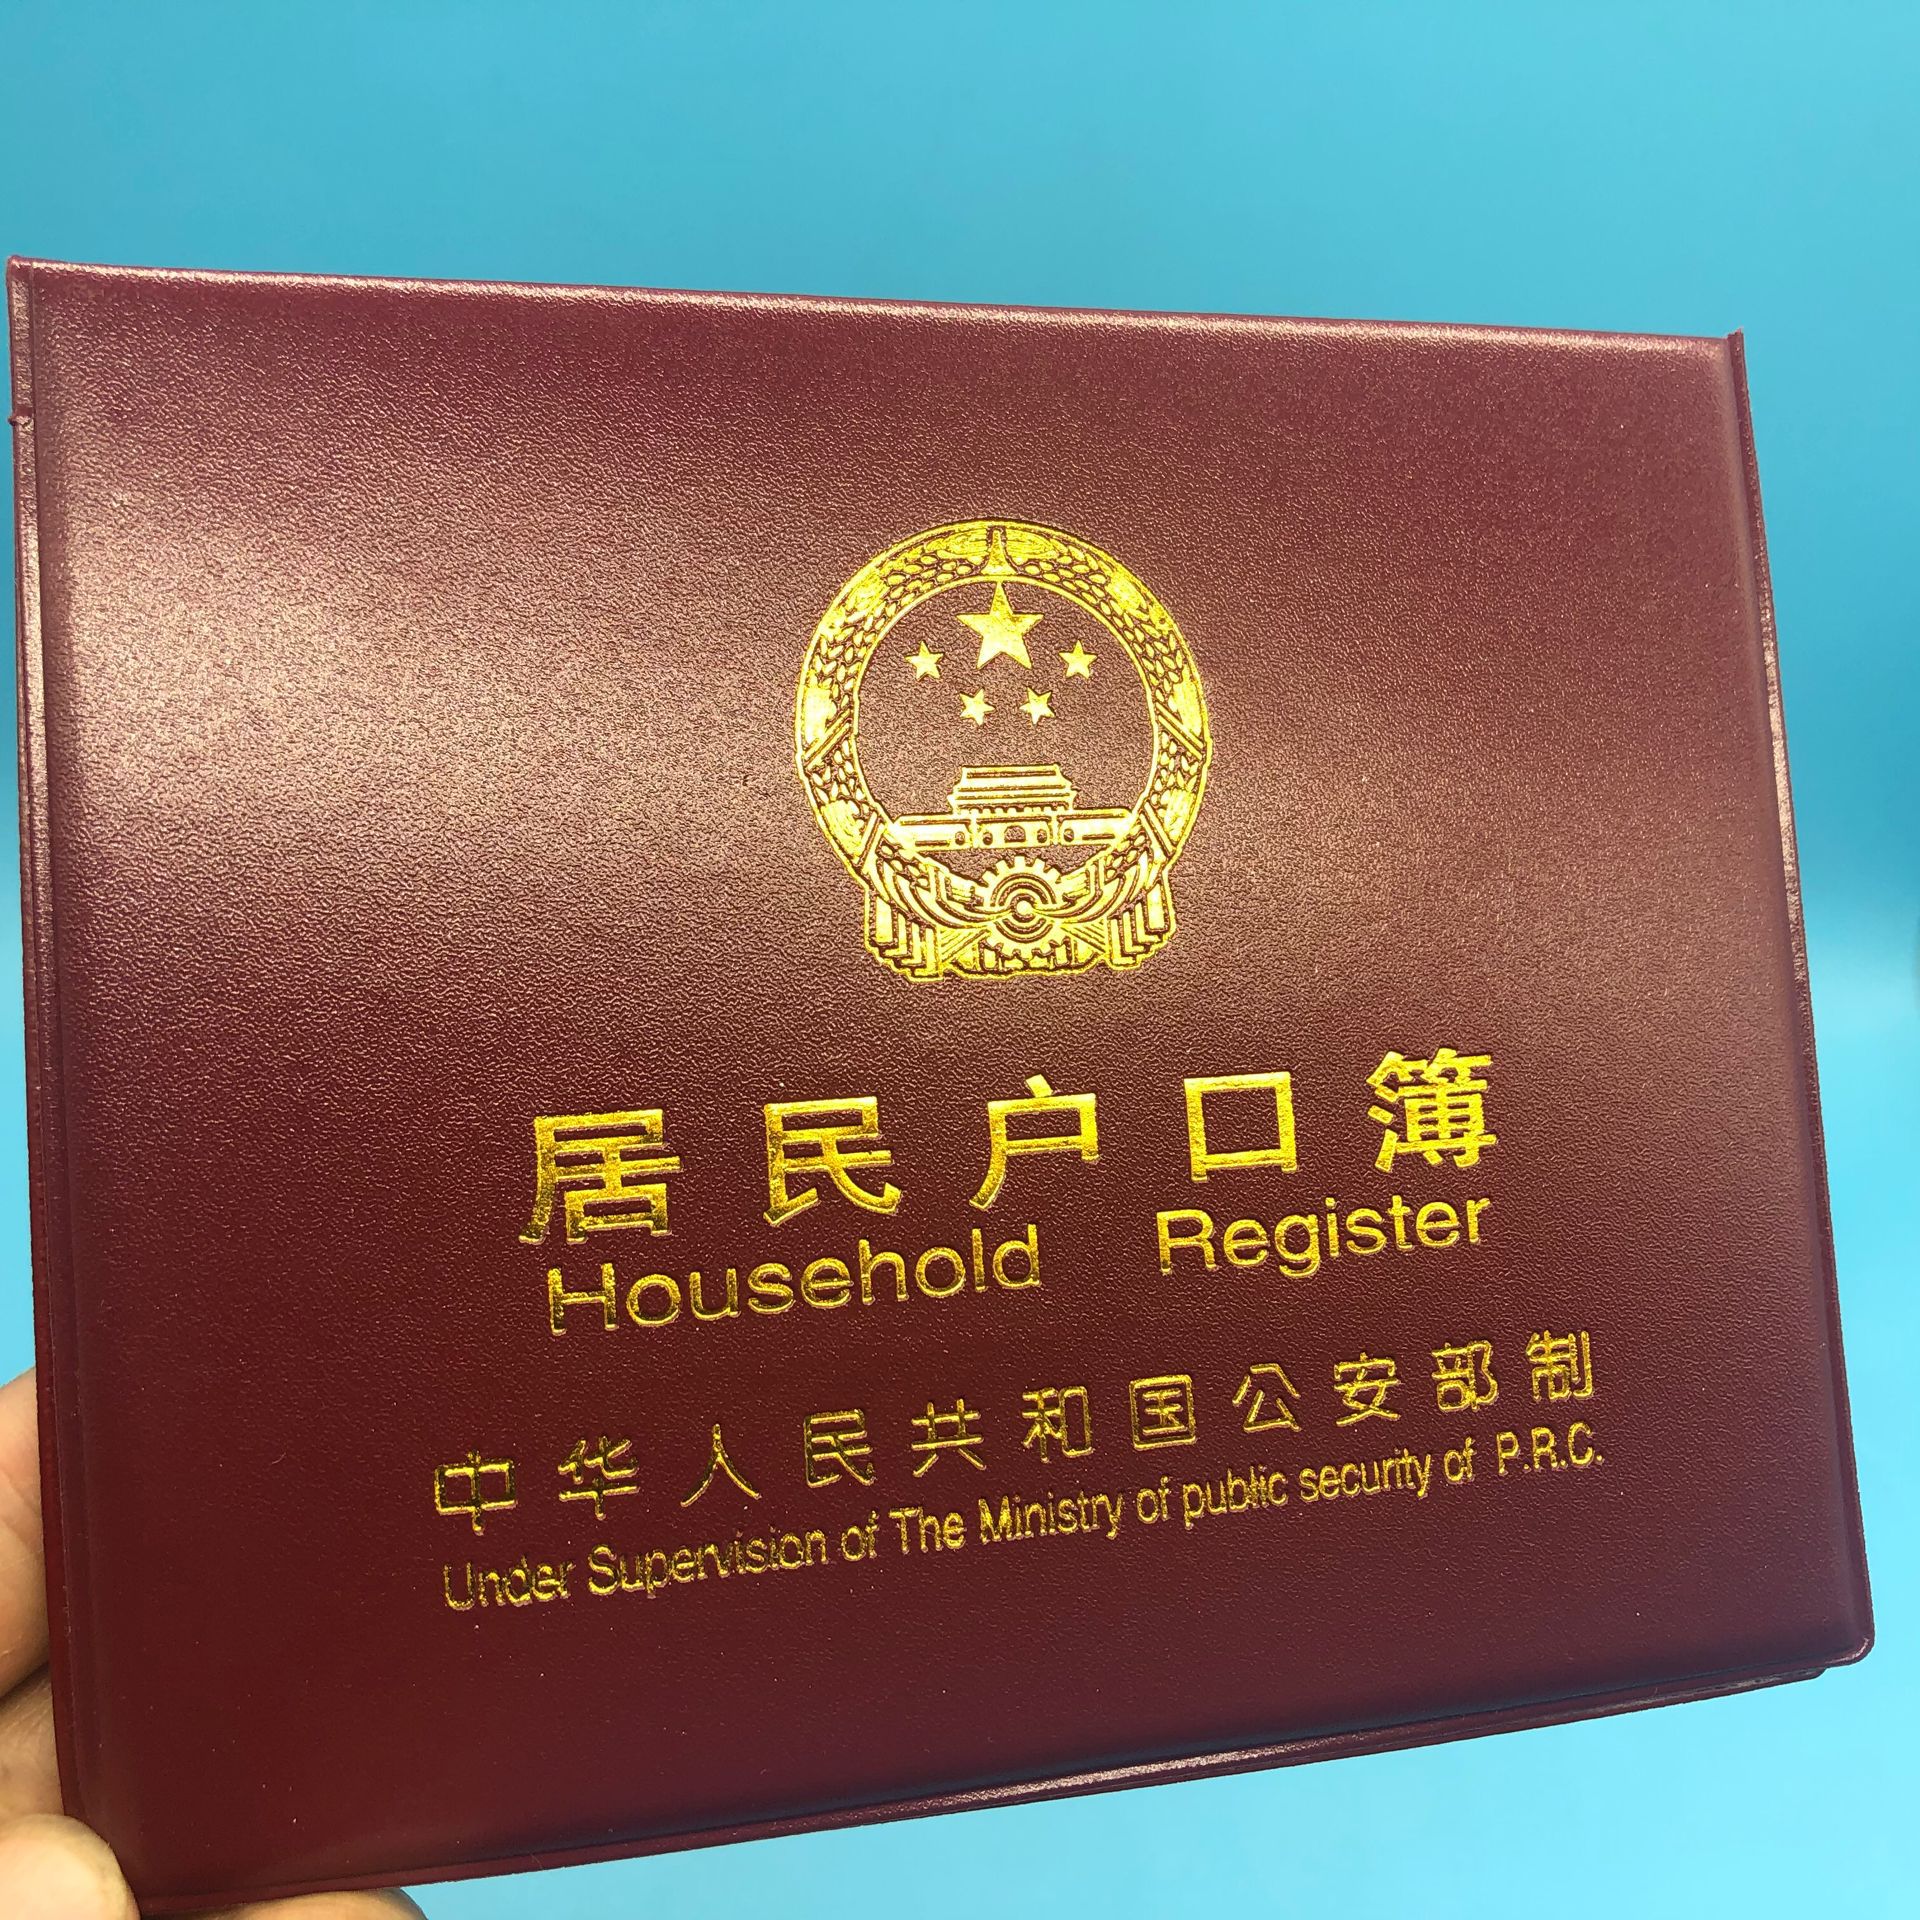 居民户口簿
Household Register
中华人民共和国公安部制
Under Supervision of The Ministry of public security of P.R.C.